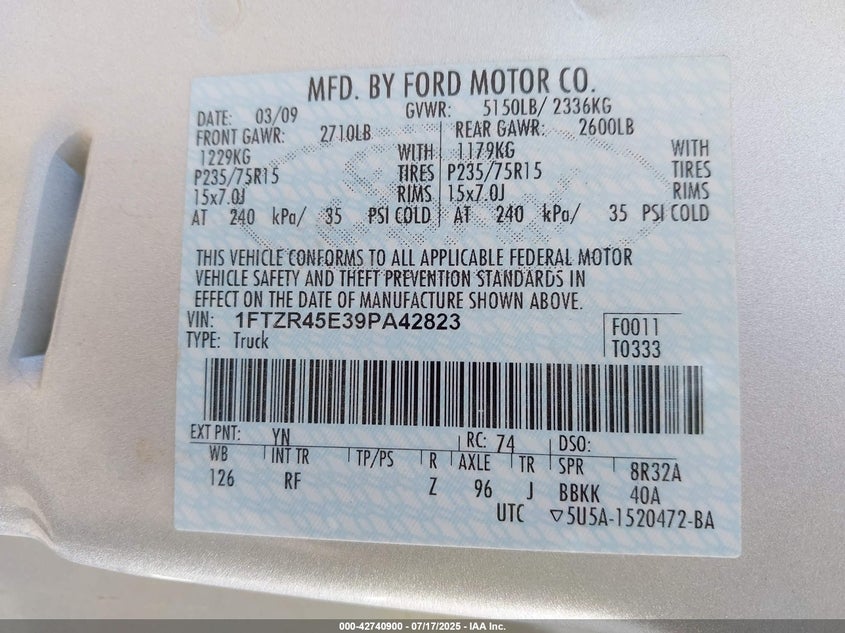 MFD. BY FORD MOTOR CO.
DATE: 03/09 GVWR: 5150LB/ 2336KG
FRONT GAWR: 2710LB REAR GAWR: 2600LB
1229KG WITH 1179KG WITH
P235/75R15 TIRES P235/75R15 TIRES
15x7.0J RIMS 15x7.0J RIMS
AT 240 kPa/ 35 PSI COLD AT 240 kPa/ 35 PSI COLD
THIS VEHICLE CONFORMS TO ALL APPLICABLE FEDERAL MOTOR
VEHICLE SAFETY AND THEFT PREVENTION STANDARDS IN
EFFECT ON THE DATE OF MANUFACTURE SHOWN ABOVE.
VIN: 1FTZR45E39PA42823 F0011
TYPE: Truck T0333
EXT PNT: YN RC: 74 DSO:
WB INT TR TP/PS R AXLE TR SPR 8R32A
126 RF Z 96 J BBKK 40A
UTC ▽5U5A-1520472-BA
000-42740900 - 07/17/2025 - IAA Inc.